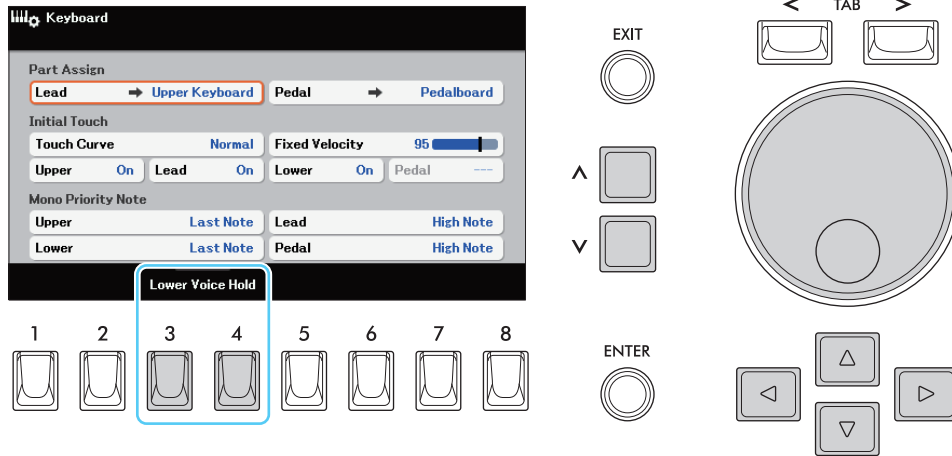 Keyboard
Part Assign
Lead ➡ Upper Keyboard Pedal ➡ Pedalboard
Initial Touch
Touch Curve Normal Fixed Velocity 95
Upper On Lead On Lower On Pedal ---
Mono Priority Note
Upper Last Note Lead High Note
Lower Last Note Pedal High Note
Lower Voice Hold
1 2 3 4 5 6 7 8
EXIT
ENTER
< TAB >